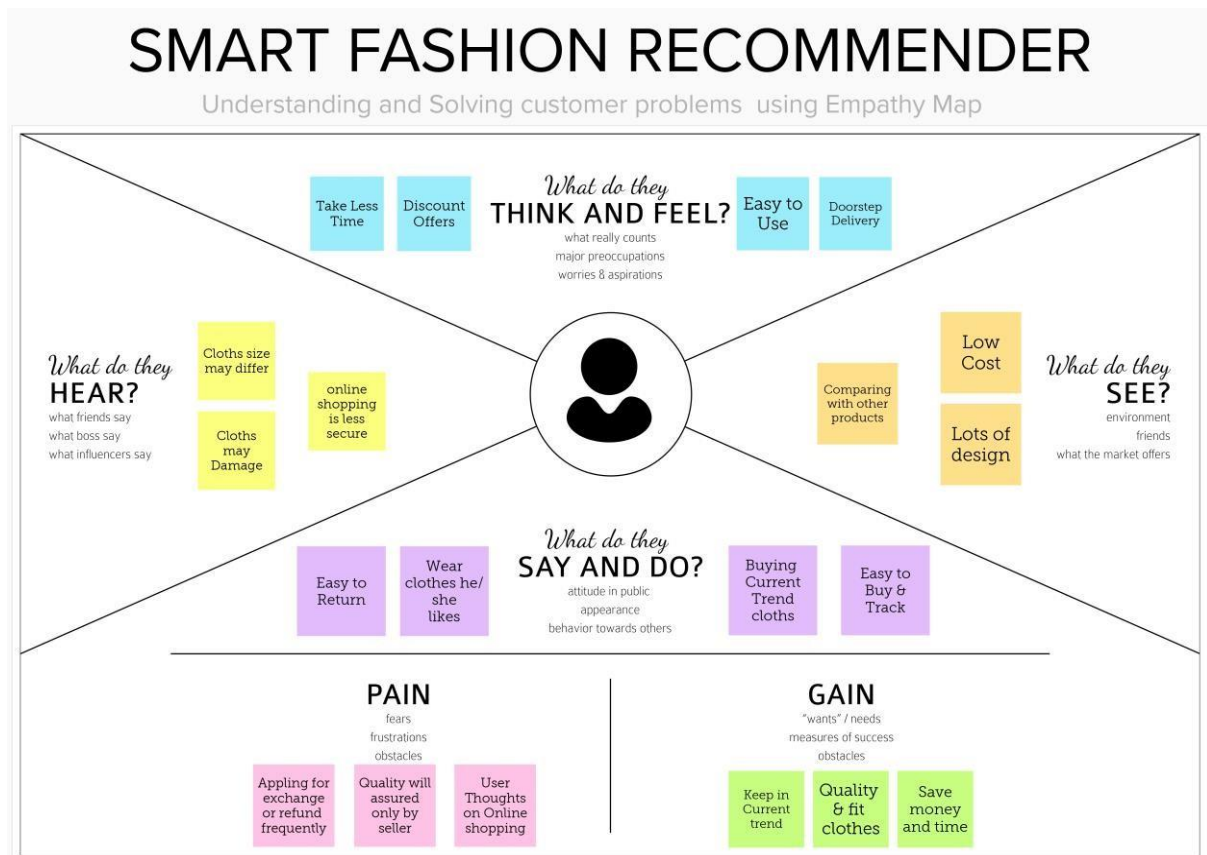 SMART FASHION RECOMMENDER
Understanding and Solving customer problems using Empathy Map
Take Less
Time
Discount
Offers
What do they
THINK AND FEEL?
what really counts
major preoccupations
worries & aspirations
Easy to
Use
Doorstep
Delivery
What do they
HEAR?
what friends say
what boss say
what influencers say
Cloths size
may differ
Cloths
may
Damage
online
shopping
is less
secure
Comparing
with other
products
Low
Cost
Lots of
design
What do they
SEE?
environment
friends
what the market offers
Easy to
Return
Wear
clothes he/
she
likes
What do they
SAY AND DO?
attitude in public
appearance
behavior towards others
Buying
Current
Trend
cloths
Easy to
Buy &
Track
PAIN
fears
frustrations
obstacles
Appling for
exchange
or refund
frequently
Quality will
assured
only by
seller
User
Thoughts
on Online
shopping
GAIN
"wants" / needs
measures of success
obstacles
Keep in
Current
trend
Quality
& fit
clothes
Save
money
and time